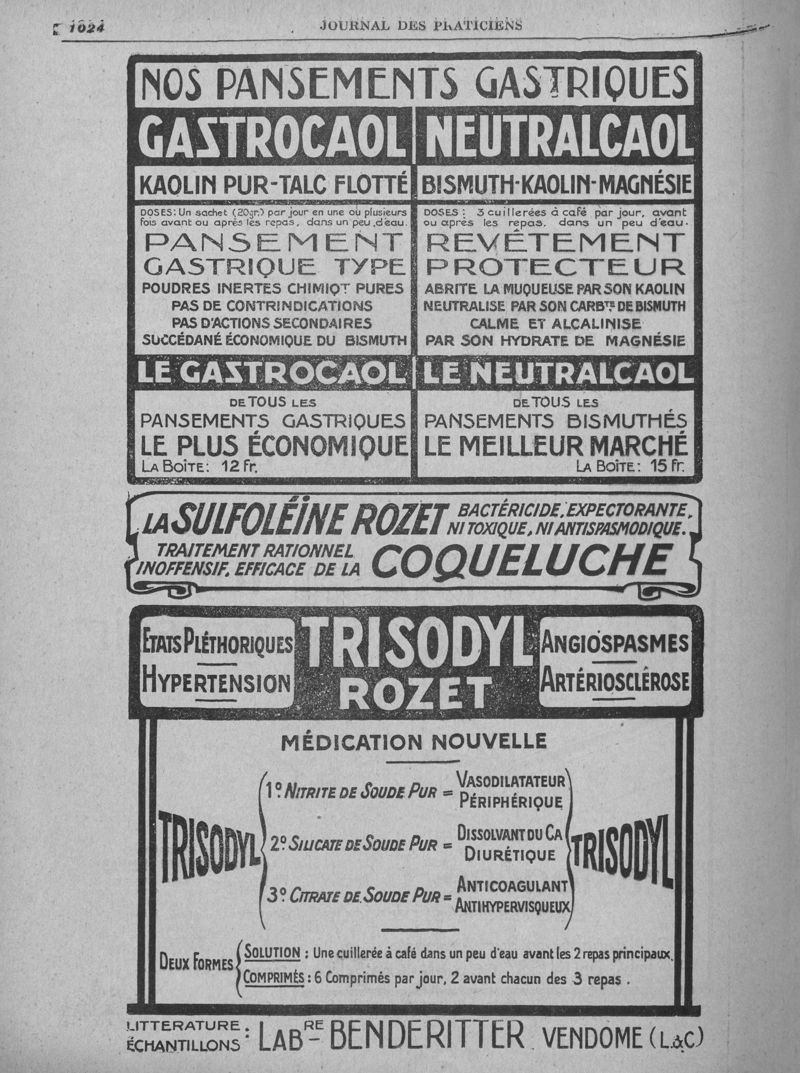 1024
JOURNAL DES PRATICIENS
NOS PANSEMENTS GASTRIQUES
GASTROCAOL
KAOLIN PUR-TALC FLOTTÉ
DOSES: Un sachet (20gr.) par jour en une ou plusieurs
fois avant ou après les repas, dans un peu d'eau.
PANSEMENT
GASTRIQUE TYPE
POUDRES INERTES CHIMIQT PURES
PAS DE CONTRINDICATIONS
PAS D'ACTIONS SECONDAIRES
SUCCÉDANÉ ÉCONOMIQUE DU BISMUTH
LE GASTROCAOL
DE TOUS LES
PANSEMENTS GASTRIQUES
LE PLUS ÉCONOMIQUE
LA BOÎTE: 12 Fr.
NEUTRALCAOL
BISMUTH-KAOLIN-MAGNÉSIE
DOSES: 3 cuillerées à café par jour, avant
ou après les repas, dans un peu d'eau.
REVÊTEMENT
PROTECTEUR
ABRITE LA MUQUEUSE PAR SON KAOLIN
NEUTRALISE PAR SON CARBTE DE BISMUTH
CALME ET ALCALINISE
PAR SON HYDRATE DE MAGNÉSIE
LE NEUTRALCAOL
DE TOUS LES
PANSEMENTS BISMUTHÉS
LE MEILLEUR MARCHÉ
LA BOÎTE: 15 fr.
LA SULFOLÉÏNE ROZET BACTÉRICIDE, EXPECTORANTE,
NI TOXIQUE, NI ANTISPASMODIQUE.
TRAITEMENT RATIONNEL
INOFFENSIF, EFFICACE DE LA COQUELUCHE
ETATS PLÉTHORIQUES
HYPERTENSION
TRISODYL
ROZET
ANGIOSPASMES
ARTÉRIOSCLÉROSE
MÉDICATION NOUVELLE
TRISODYL
1º NITRITE DE SOUDE PUR = VASODILATATEUR
PÉRIPHÉRIQUE
2º SILICATE DE SOUDE PUR = DISSOLVANT DU CA
DIURÉTIQUE
3º CITRATE DE SOUDE PUR = ANTICOAGULANT
ANTIHYPERVISQUEUX
TRISODYL
DEUX FORMES
SOLUTION : Une cuillerée à café dans un peu d'eau avant les 2 repas principaux.
COMPRIMÉS : 6 Comprimés par jour, 2 avant chacun des 3 repas.
LITTERATURE:
ÉCHANTILLONS: LABRE BENDERITTER VENDOME (L&C)